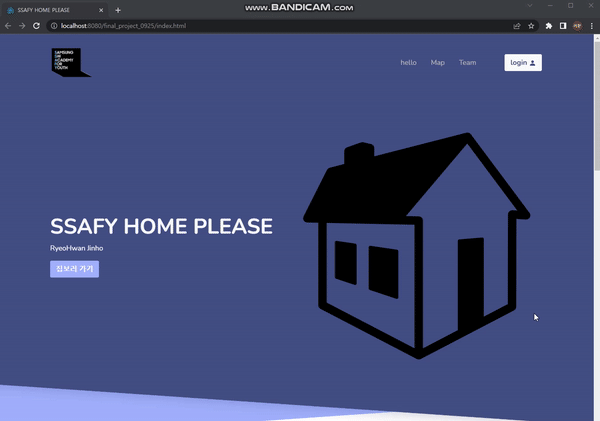 www.BANDICAM.com
SSAFY HOME PLEASE
localhost:8080/final_project_0925/index.html
SAMSUNG
SW
ACADEMY
FOR
YOUTH
hello Map Team login
SSAFY HOME PLEASE
RyeoHwan Jinho
집보러 가기